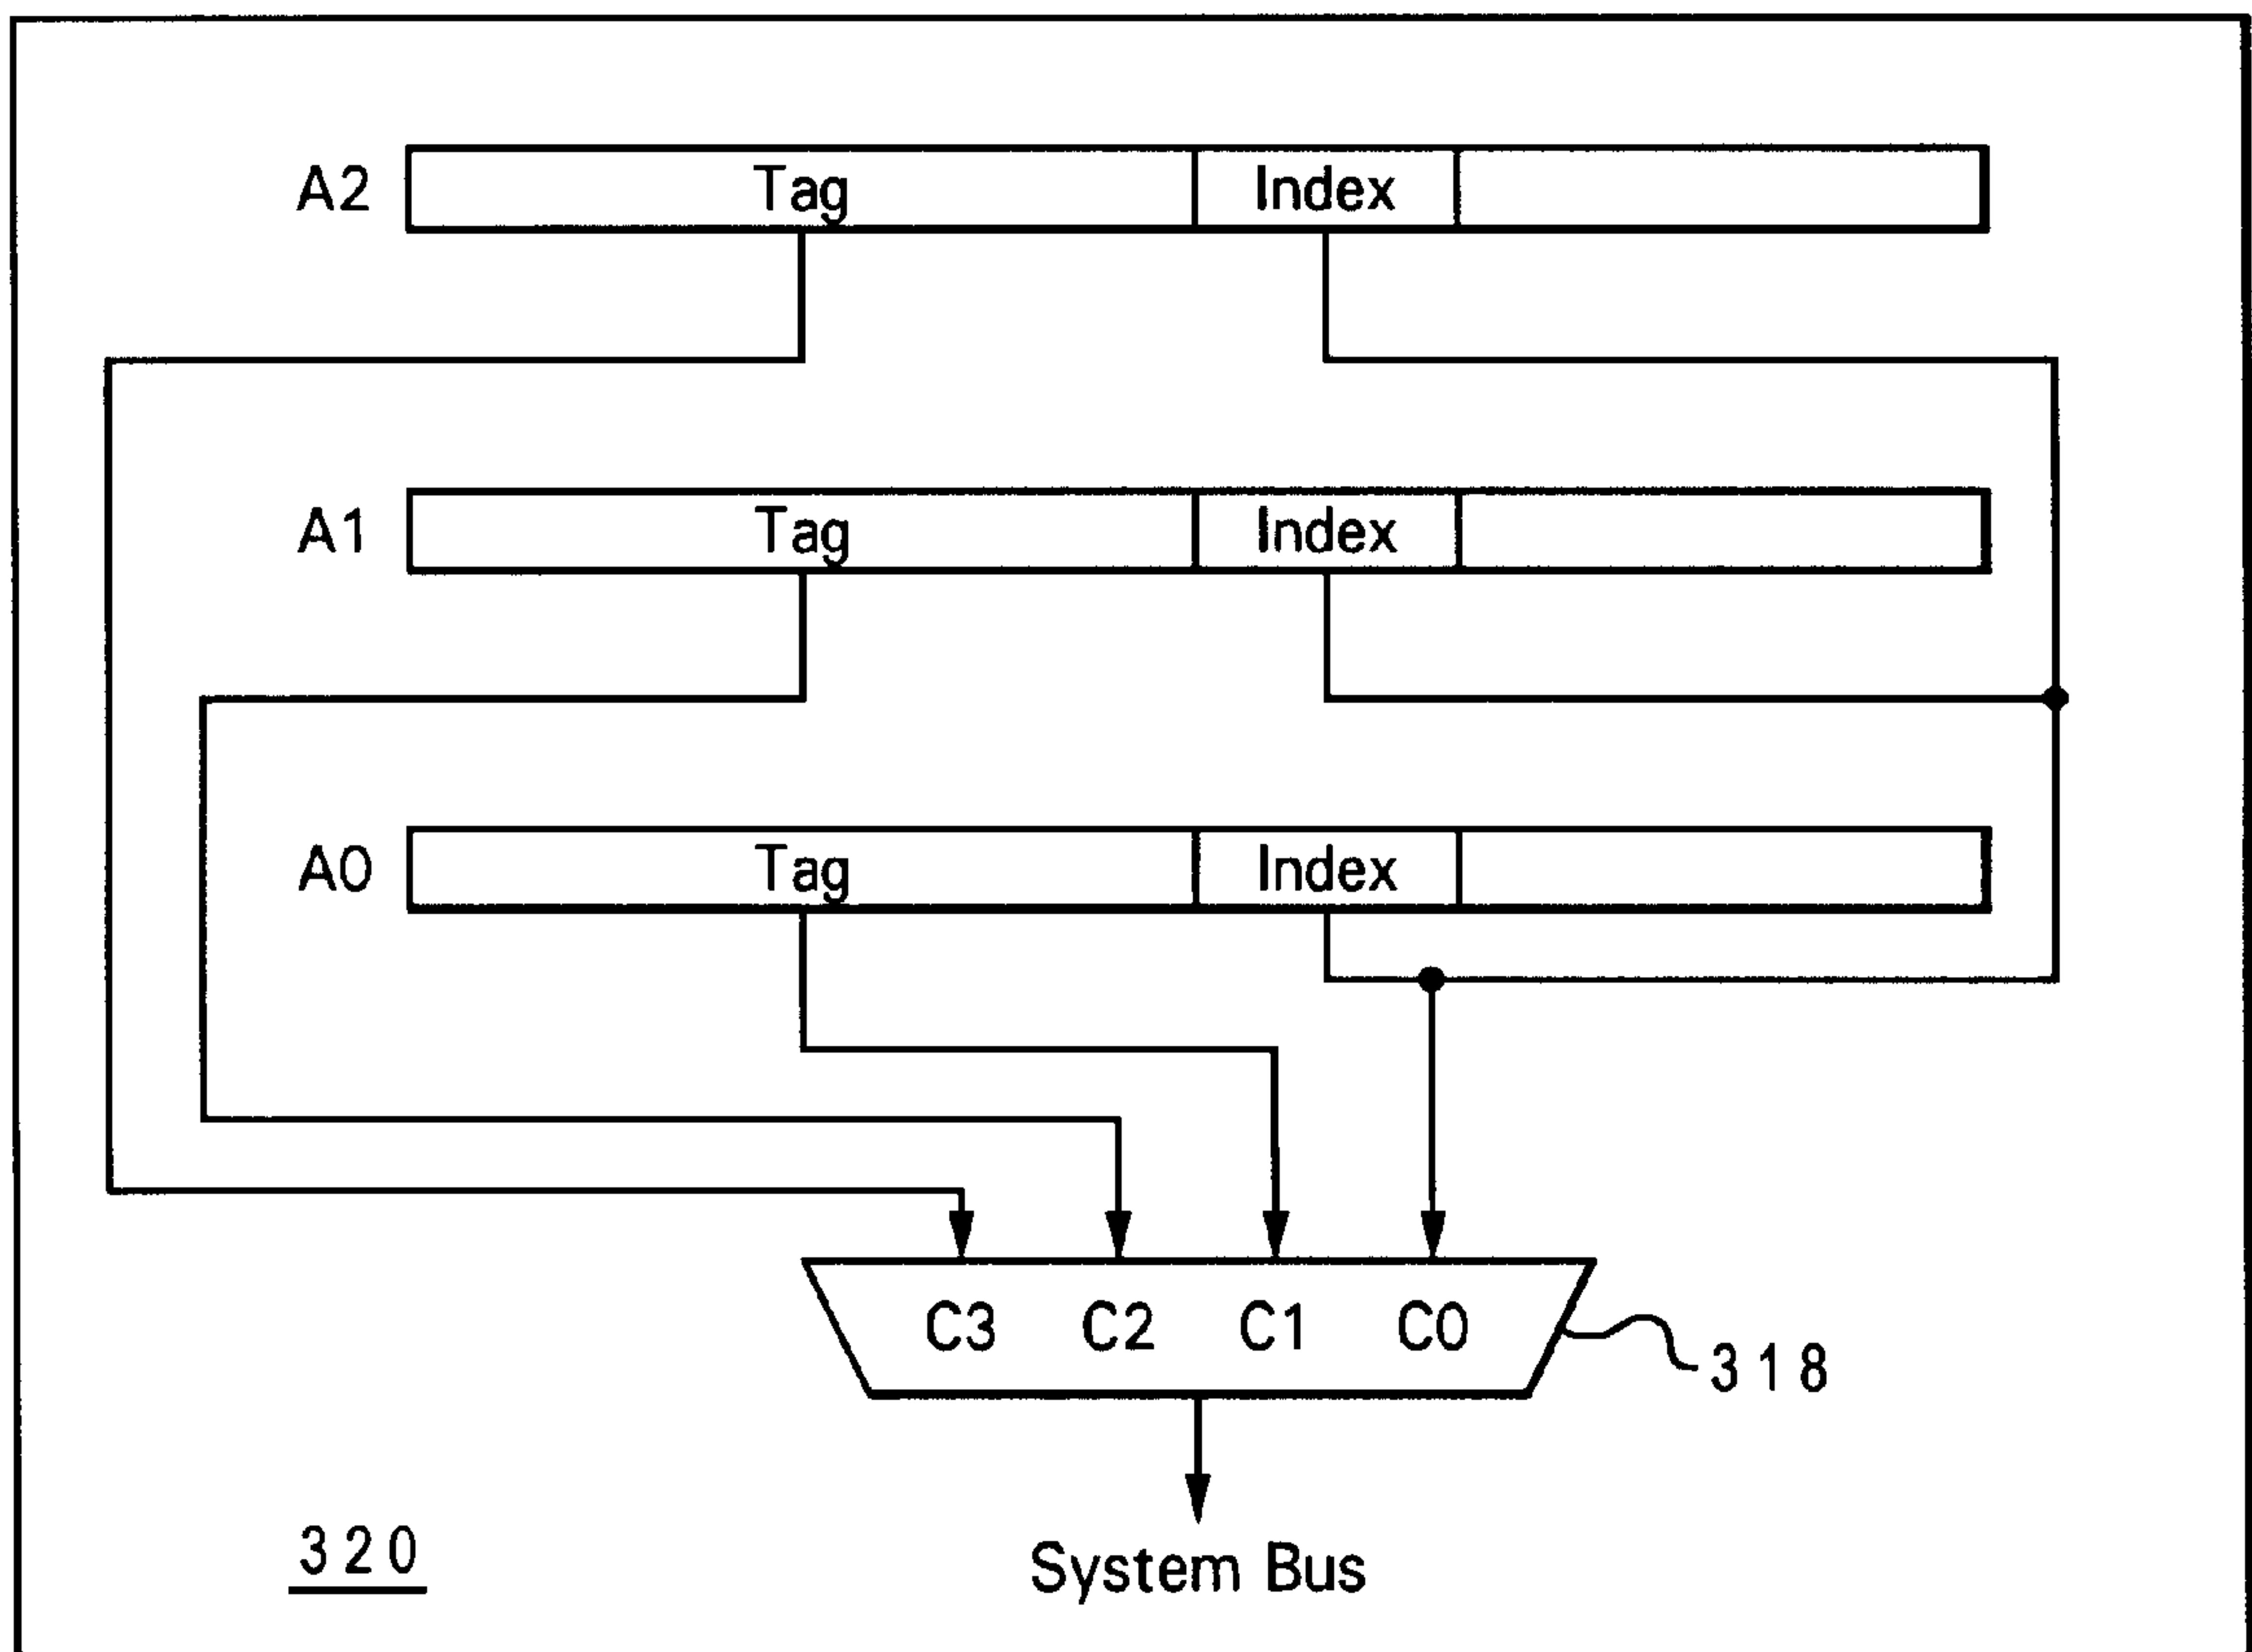 A2 Tag Index
A1 Tag Index
A0 Tag Index
C3 C2 C1 C0
318
System Bus
320